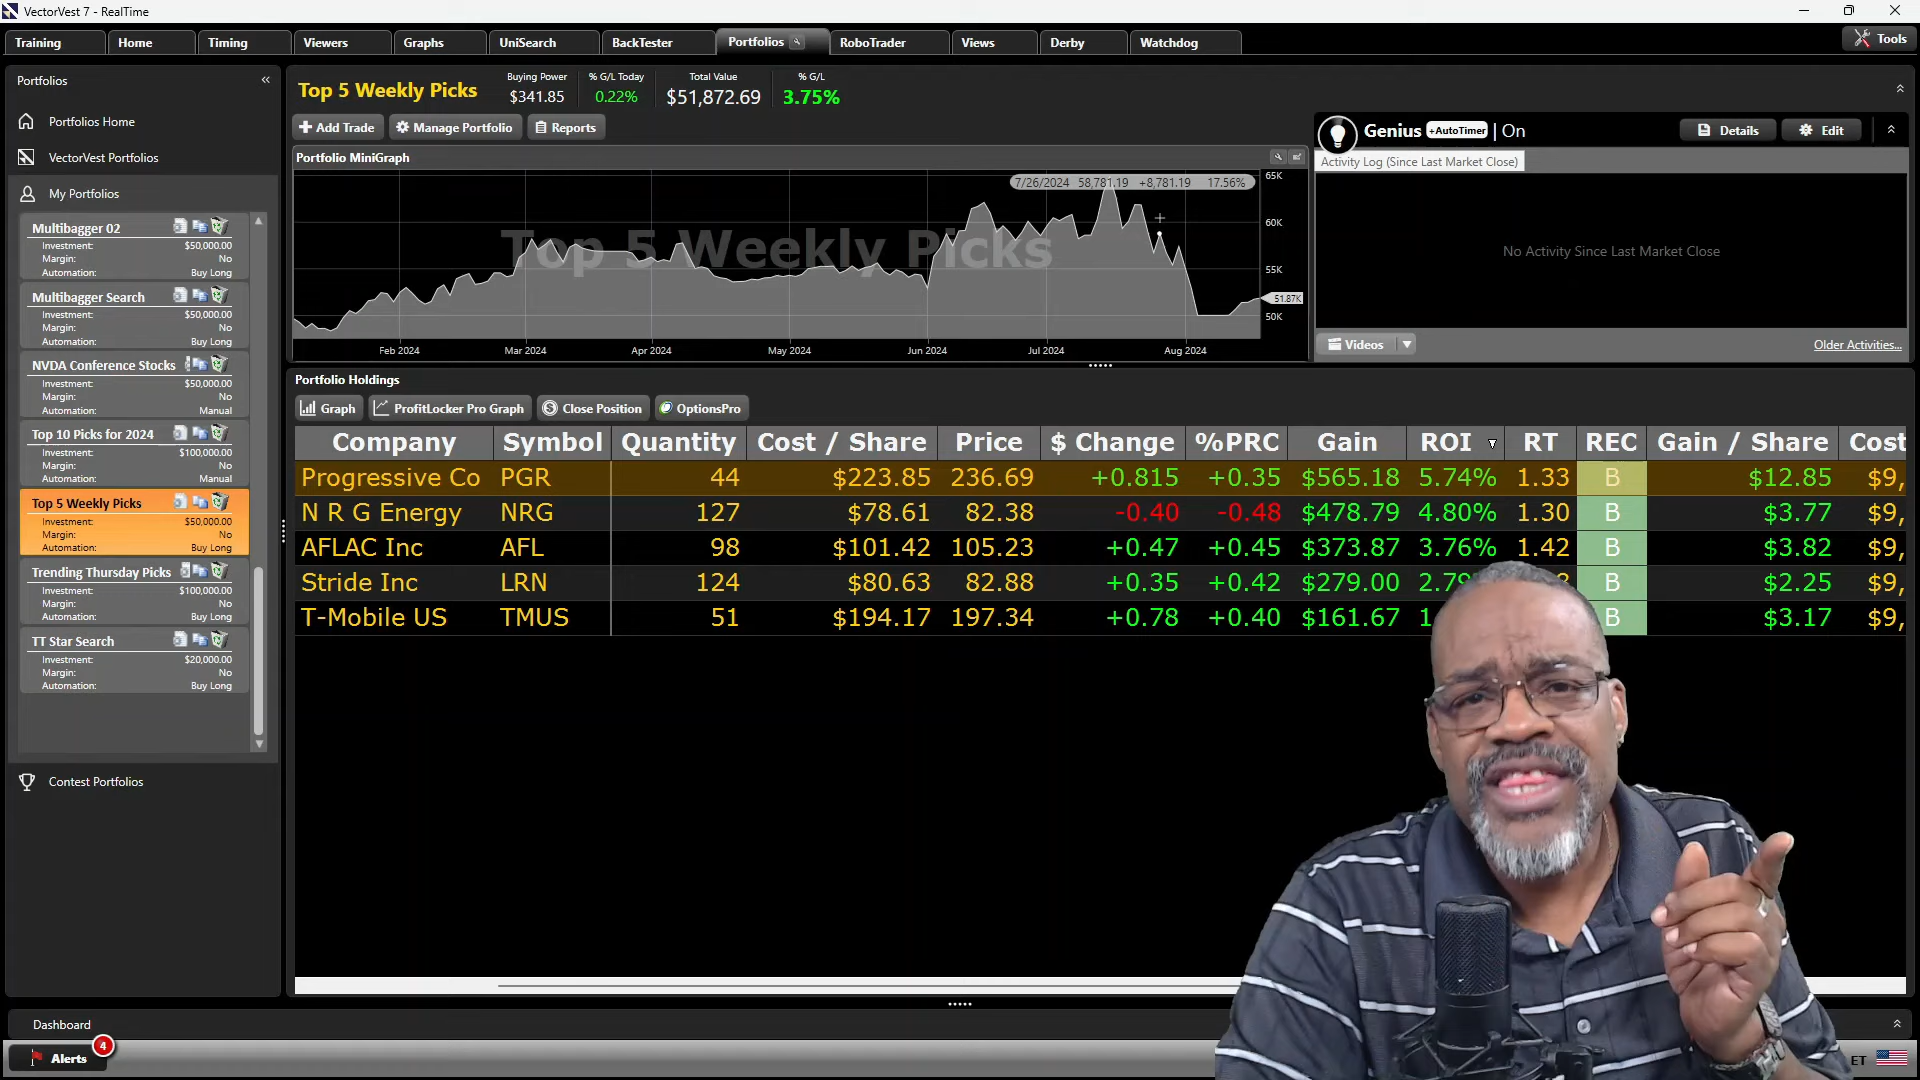 VectorVest 7 - RealTime
Training Home Timing Viewers Graphs UniSearch BackTester Portfolios RoboTrader Views Derby Watchdog Tools
Portfolios
Portfolios Home
VectorVest Portfolios
My Portfolios
Multibagger 02
Investment: $50,000.00
Margin: No
Automation: Buy Long
Multibagger Search
Investment: $50,000.00
Margin: No
Automation: Buy Long
NVDA Conference Stocks
Investment: $50,000.00
Margin: No
Automation: Manual
Top 10 Picks for 2024
Investment: $100,000.00
Margin: No
Automation: Manual
Top 5 Weekly Picks
Investment: $50,000.00
Margin: No
Automation: Buy Long
Trending Thursday Picks
Investment: $100,000.00
Margin: No
Automation: Buy Long
TT Star Search
Investment: $20,000.00
Margin: No
Automation: Buy Long
Contest Portfolios
Top 5 Weekly Picks
Buying Power % G/L Today Total Value % G/L
$341.85 0.22% $51,872.69 3.75%
Add Trade Manage Portfolio Reports
Portfolio MiniGraph
7/26/2024 58,781.19 +8,781.19 17.56%
Top 5 Weekly Picks
65K
60K
55K
51.87K
50K
Feb 2024 Mar 2024 Apr 2024 May 2024 Jun 2024 Jul 2024 Aug 2024
Genius +AutoTimer | On Details Edit
Activity Log (Since Last Market Close)
No Activity Since Last Market Close
Videos Older Activities...
Portfolio Holdings
Graph ProfitLocker Pro Graph Close Position OptionsPro
Company Symbol Quantity Cost / Share Price $ Change %PRC Gain ROI RT REC Gain / Share Cost
Progressive Co PGR 44 $223.85 236.69 +0.815 +0.35 $565.18 5.74% 1.33 B $12.85 $9,
N R G Energy NRG 127 $78.61 82.38 -0.40 -0.48 $478.79 4.80% 1.30 B $3.77 $9,
AFLAC Inc AFL 98 $101.42 105.23 +0.47 +0.45 $373.87 3.76% 1.42 B $3.82 $9,
Stride Inc LRN 124 $80.63 82.88 +0.35 +0.42 $279.00 B $2.25 $9,
T-Mobile US TMUS 51 $194.17 197.34 +0.78 +0.40 $161.67 B $3.17 $9,
Dashboard
Alerts 4
ET